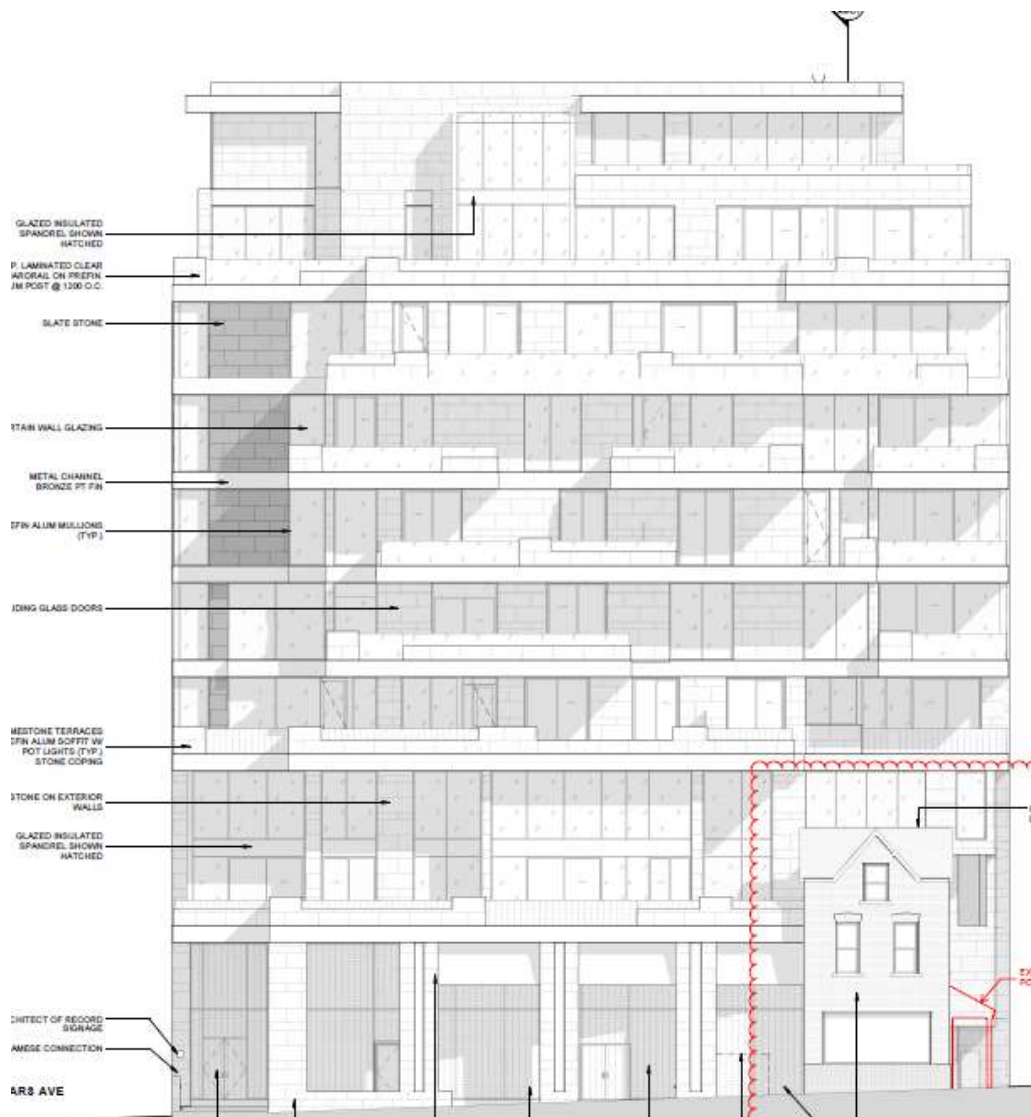 GLAZED INSULATED
SPANDREL SHOWN
HATCHED
P. LAMINATED CLEAR
ARDRAIL ON PREFIN.
UM POST @ 1200 O.C.
SLATE STONE
RTAIN WALL GLAZING
METAL CHANNEL
BRONZE PT FIN
EFIN ALUM MULLIONS
(TYP.)
IDING GLASS DOORS
MESTONE TERRACES
EFIN ALUM SOFFIT W/
POT LIGHTS (TYP.)
STONE COPING
STONE ON EXTERIOR
WALLS
GLAZED INSULATED
SPANDREL SHOWN
HATCHED
CHITECT OF RECORD
SIGNAGE
AMESE CONNECTION
ARS AVE